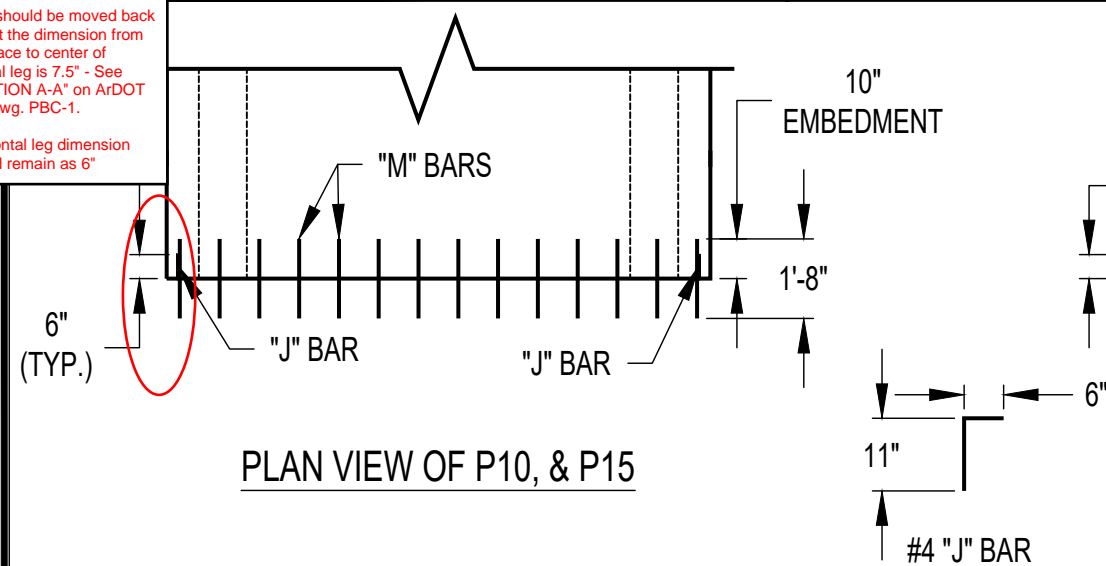 should be moved back
t the dimension from
ace to center of
al leg is 7.5" - See
TION A-A" on ArDOT
wg. PBC-1.
ntal leg dimension
l remain as 6"
10"
EMBEDMENT
"M" BARS
1'-8"
6"
(TYP.)
"J" BAR
"J" BAR
6"
11"
PLAN VIEW OF P10, & P15
#4 "J" BAR